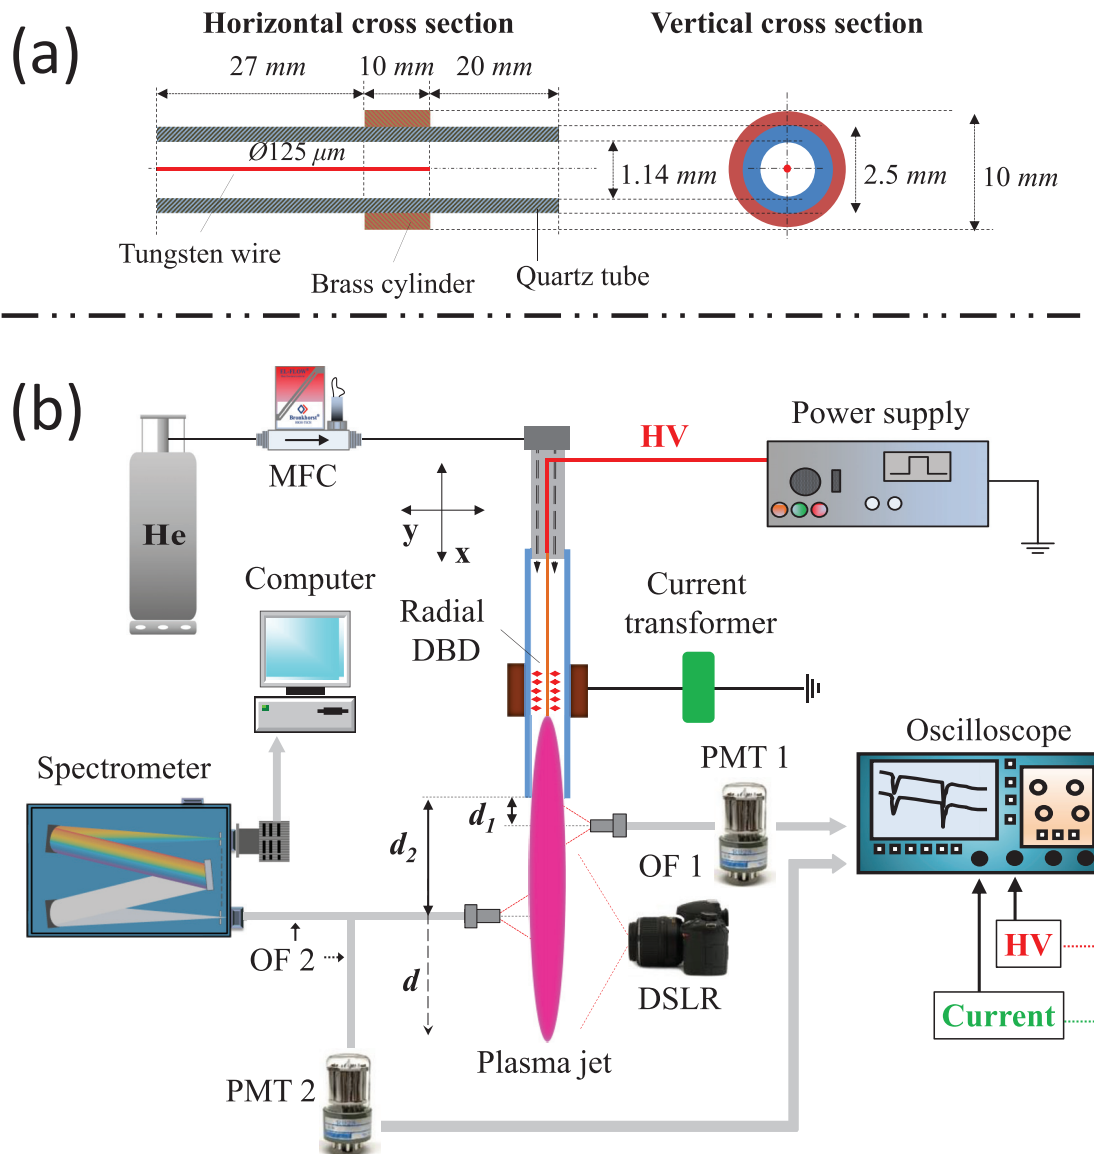 (a)
Horizontal cross section
Vertical cross section
27 mm
10 mm
20 mm
Ø125 μm
1.14 mm
2.5 mm
10 mm
Tungsten wire
Brass cylinder
Quartz tube
(b)
Bronkhorst®
MFC
HV
Power supply
He
y
x
Computer
Radial
DBD
Current
transformer
Oscilloscope
Spectrometer
PMT 1
d1
d2
OF 1
OF 2
d
DSLR
HV
Current
Plasma jet
PMT 2